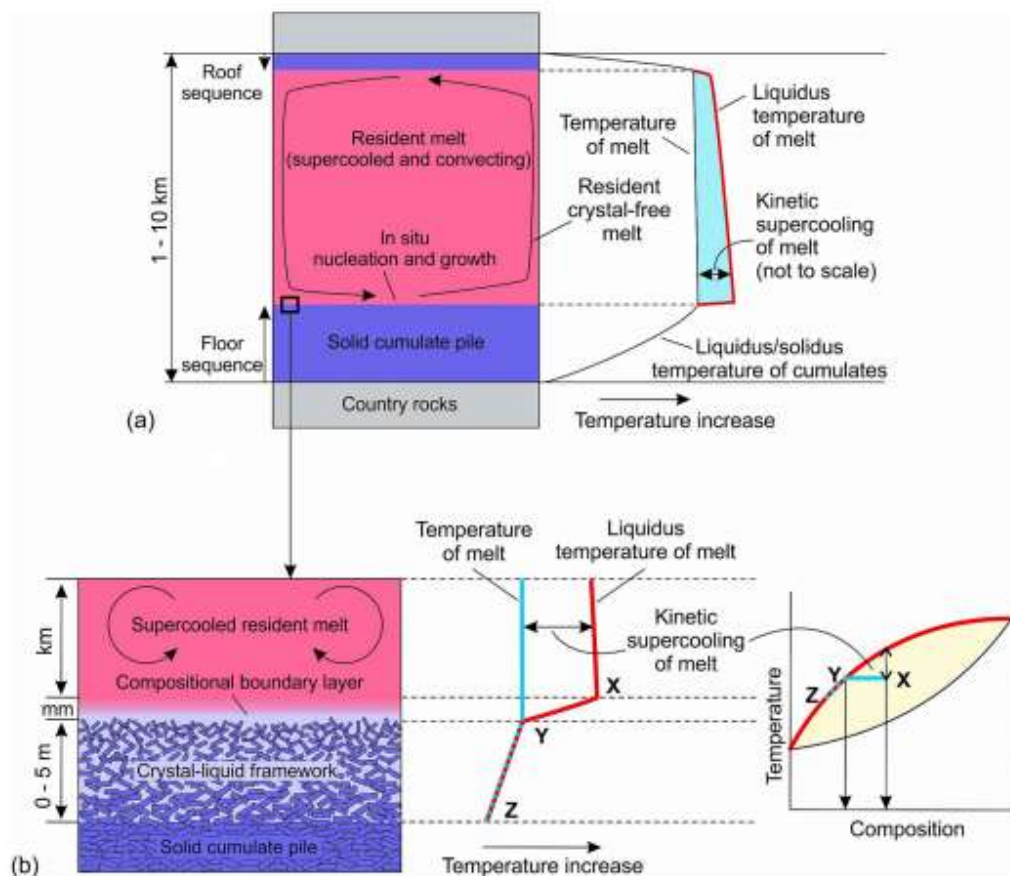 Roof
sequence
1 - 10 km
Floor
sequence
Resident melt
(supercooled and convecting)
In situ
nucleation and growth
Solid cumulate pile
Country rocks
Resident
crystal-free
melt
Temperature
of melt
Liquidus
temperature
of melt
Kinetic
supercooling
of melt
(not to scale)
Liquidus/solidus
temperature of cumulates
Temperature increase
(a)
km
mm
0 - 5 m
Supercooled resident melt
Compositional boundary layer
Crystal-liquid framework
Solid cumulate pile
(b)
Temperature
of melt
Liquidus
temperature of melt
Kinetic
supercooling
of melt
X
Y
Z
Temperature increase
Temperature
Y
X
Z
Composition